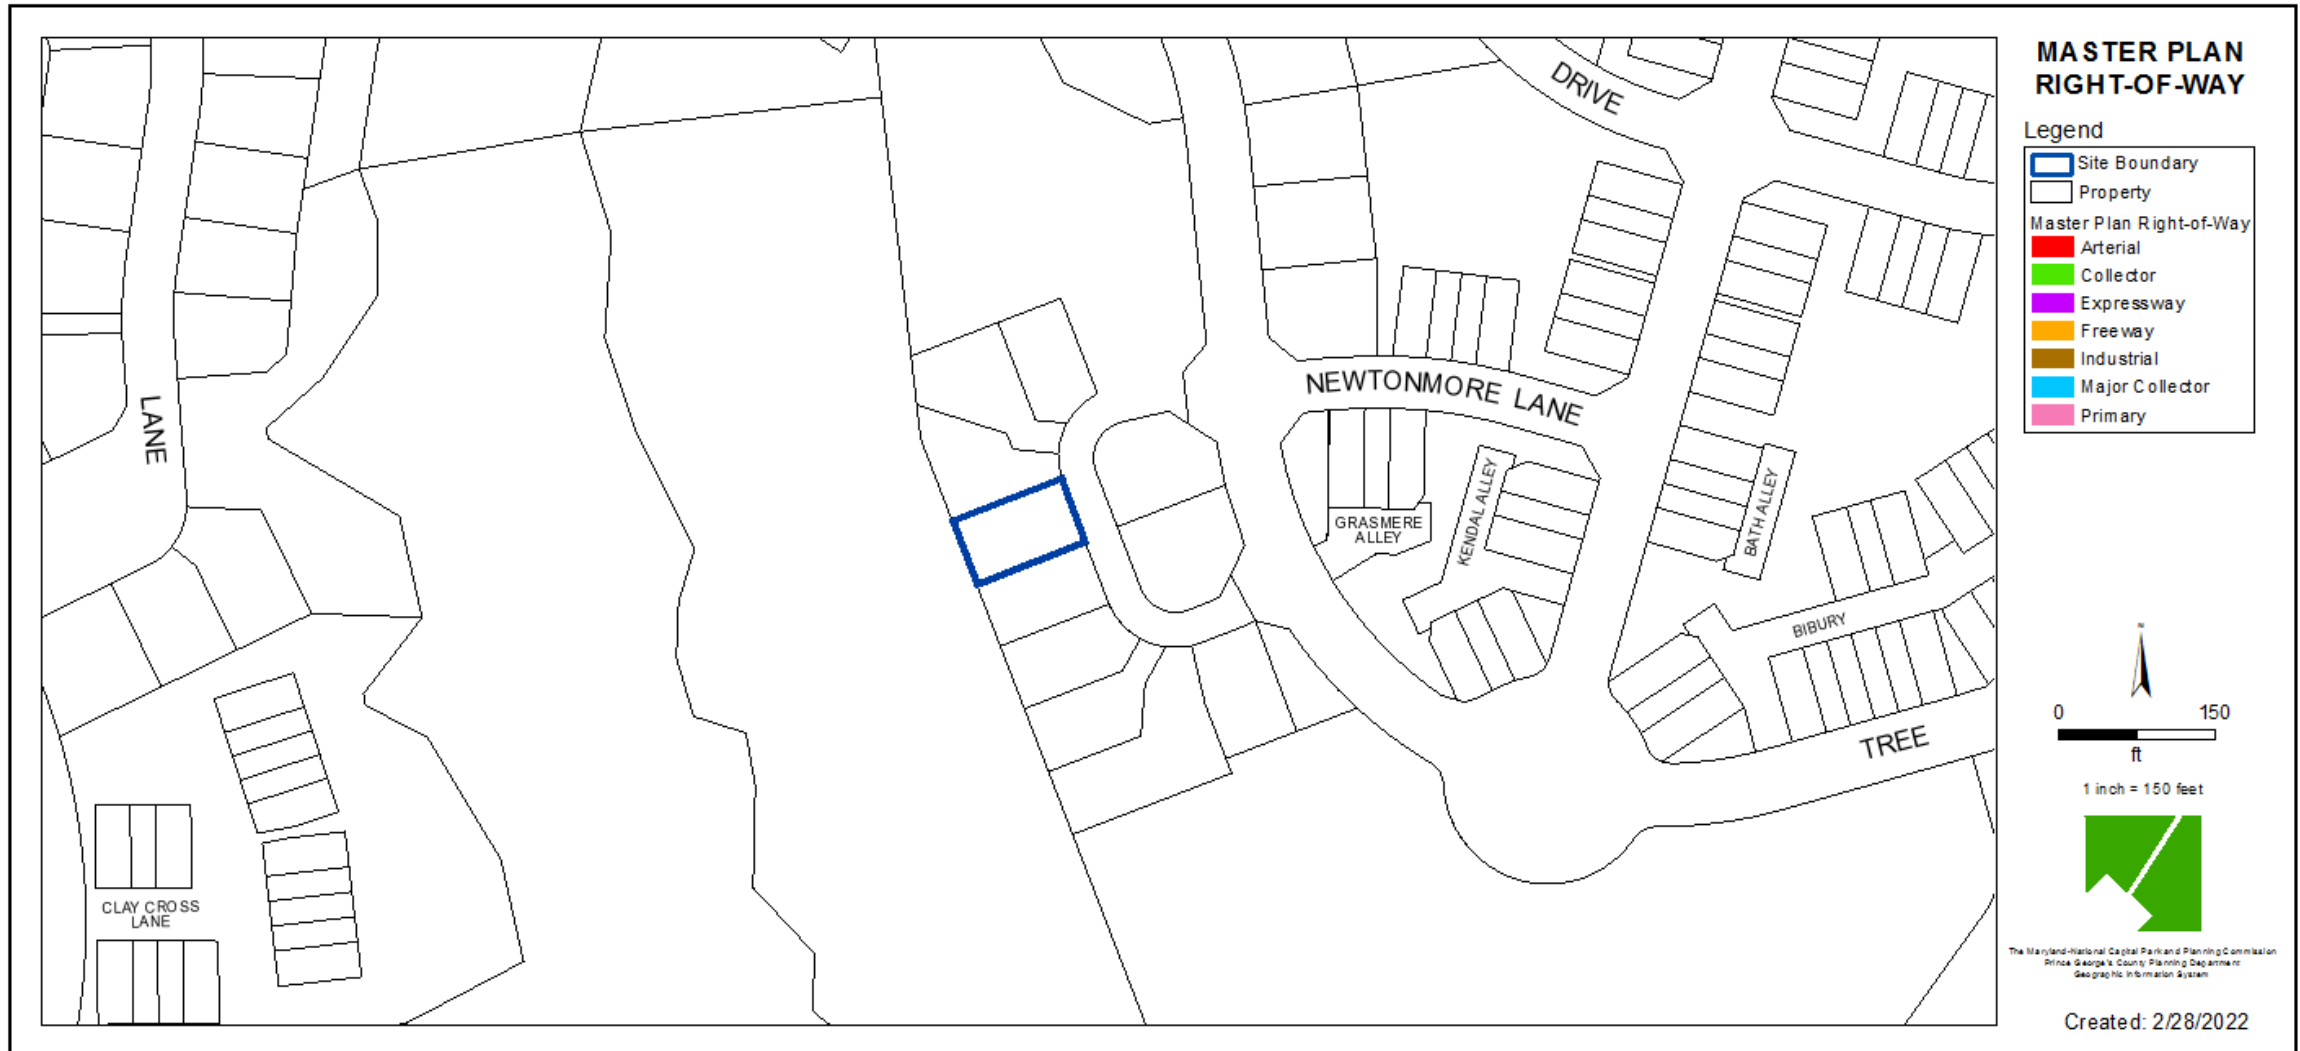 MASTER PLAN
RIGHT-OF-WAY
Legend
Site Boundary
Property
Master Plan Right-of-Way
Arterial
Collector
Expressway
Freeway
Industrial
Major Collector
Primary
DRIVE
NEWTONMORE LANE
LANE
GRASMERE
ALLEY
KENDAL ALLEY
BATH ALLEY
BIBURY
TREE
CLAY CROSS
LANE
N
0 150
ft
1 inch = 150 feet
The Maryland-National Capital Park and Planning Commission
Prince George's County Planning Department
Geographic Information System
Created: 2/28/2022